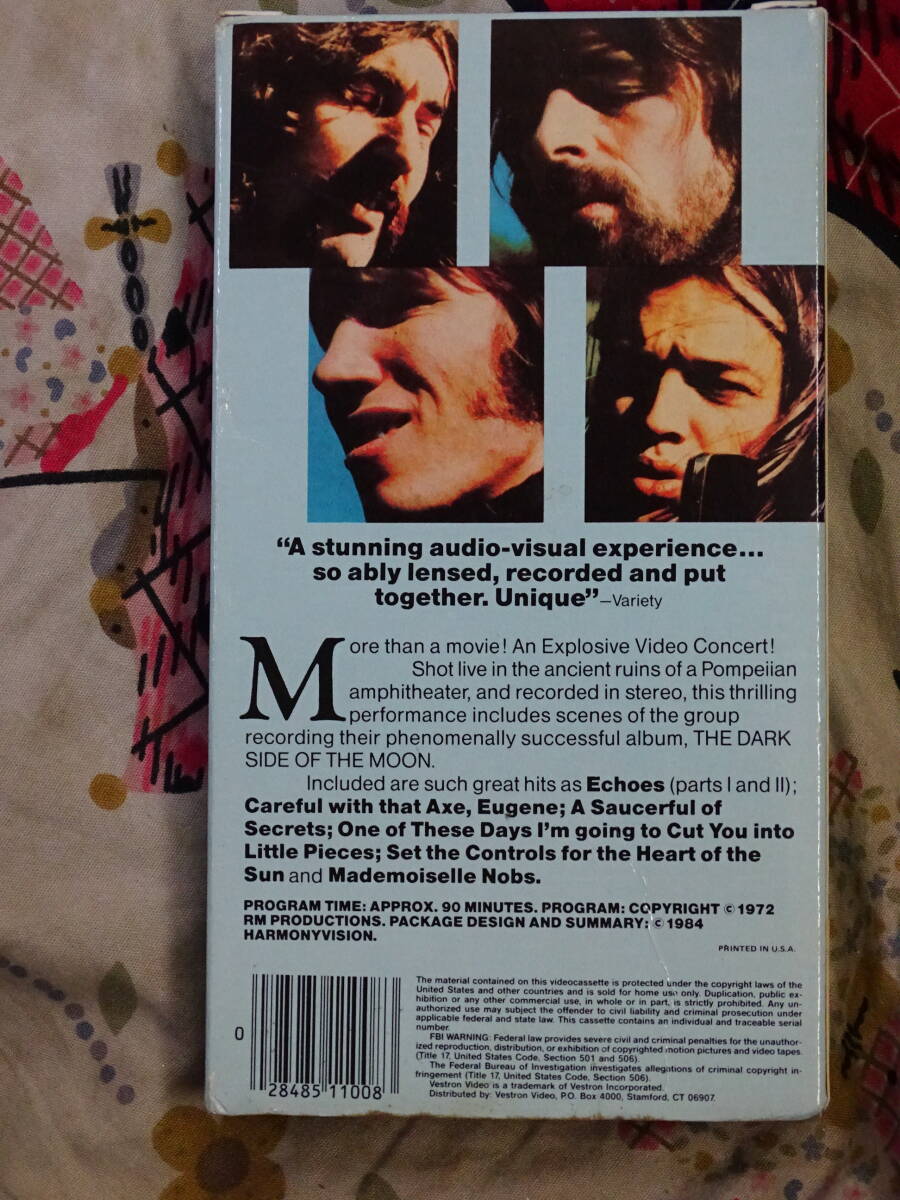 “A stunning audio-visual experience...
so ably lensed, recorded and put
together. Unique”–Variety
More than a movie! An Explosive Video Concert!
Shot live in the ancient ruins of a Pompeiian
amphitheater, and recorded in stereo, this thrilling
performance includes scenes of the group
recording their phenomenally successful album, THE DARK
SIDE OF THE MOON.
Included are such great hits as Echoes (parts I and II);
Careful with that Axe, Eugene; A Saucerful of
Secrets; One of These Days I’m going to Cut You into
Little Pieces; Set the Controls for the Heart of the
Sun and Mademoiselle Nobs.
PROGRAM TIME: APPROX. 90 MINUTES. PROGRAM: COPYRIGHT © 1972
RM PRODUCTIONS. PACKAGE DESIGN AND SUMMARY: © 1984
HARMONYVISION.
PRINTED IN U.S.A.
The material contained on this videocassette is protected under the copyright laws of the
United States and other countries and is sold for home use only. Duplication, public ex-
hibition or any other commercial use, in whole or in part, is strictly prohibited. Any un-
authorized use may subject the offender to civil liability and criminal prosecution under
applicable federal and state law. This cassette contains an individual and traceable serial
number.
FBI WARNING: Federal law provides severe civil and criminal penalties for the unauthor-
ized reproduction, distribution, or exhibition of copyrighted motion pictures and video tapes.
(Title 17, United States Code, Section 501 and 506).
The Federal Bureau of Investigation investigates allegations of criminal copyright in-
fringement (Title 17, United States Code, Section 506).
Vestron Video is a trademark of Vestron Incorporated.
Distributed by: Vestron Video, P.O. Box 4000, Stamford, CT 06907.
0 28485 11008